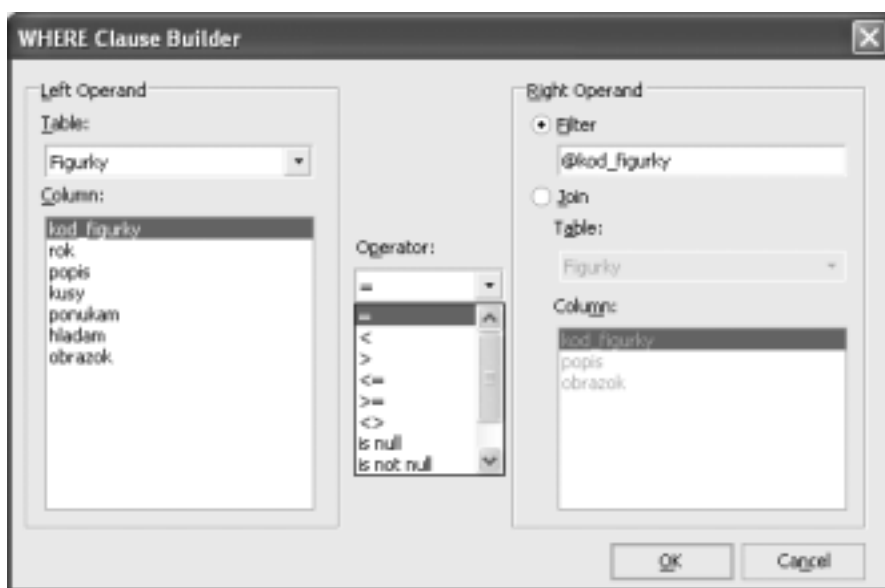 WHERE Clause Builder
Left Operand
Table:
Figurky
Column:
kod_figurky
rok
popis
kusy
ponukam
hladam
obrazok
Operator:
=
=
<
>
<=
>=
<>
is null
is not null
Right Operand
Filter
@kod_figurky
Join
Table:
Figurky
Column:
kod_figurky
popis
obrazok
OK
Cancel